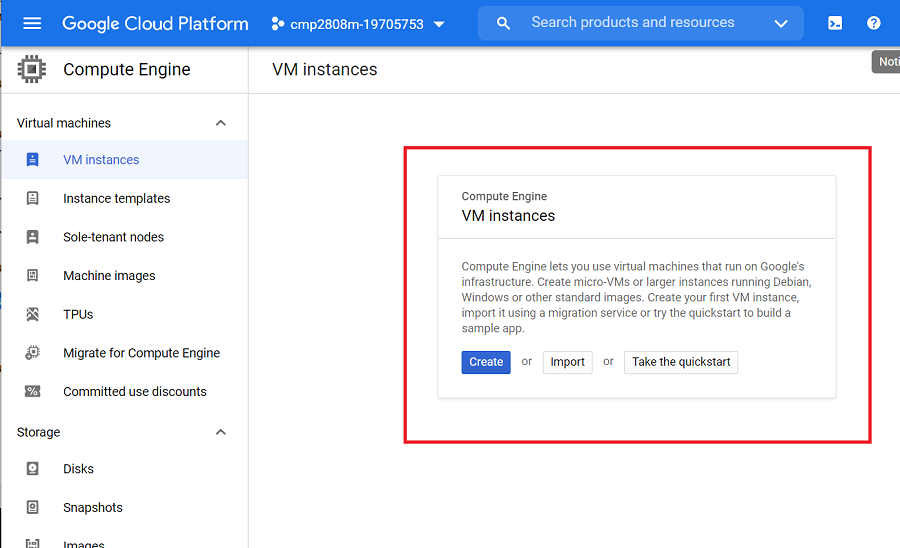 Google Cloud Platform
cmp2808m-19705753
Search products and resources
Compute Engine
VM instances
Noti
Virtual machines
VM instances
Instance templates
Sole-tenant nodes
Machine images
TPUs
Migrate for Compute Engine
Committed use discounts
Storage
Disks
Snapshots
Images
Compute Engine
VM instances
Compute Engine lets you use virtual machines that run on Google's
infrastructure. Create micro-VMs or larger instances running Debian,
Windows or other standard images. Create your first VM instance,
import it using a migration service or try the quickstart to build a
sample app.
Create or Import or Take the quickstart